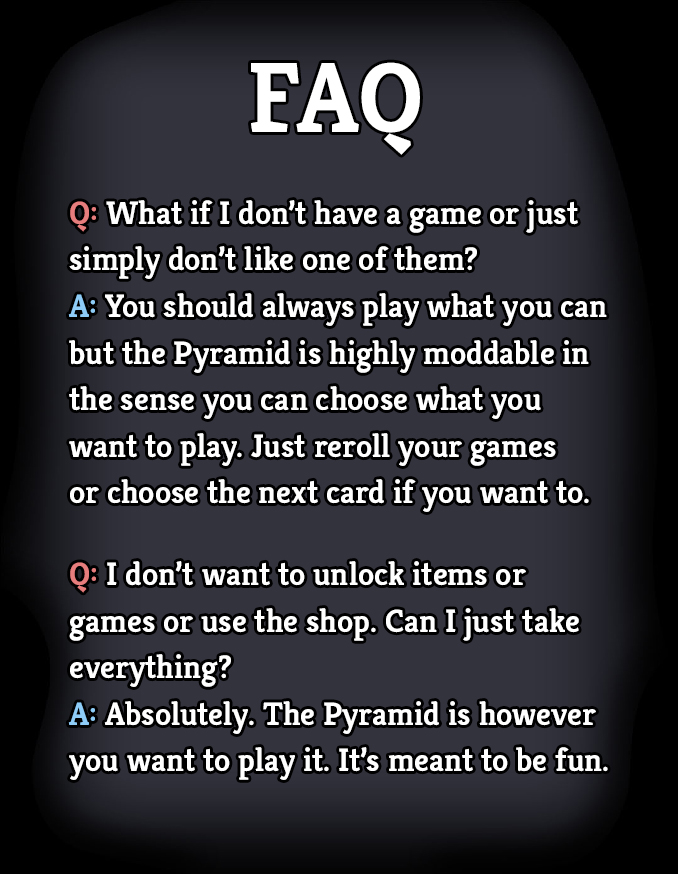 FAQ
Q: What if I don’t have a game or just
simply don’t like one of them?
A: You should always play what you can
but the Pyramid is highly moddable in
the sense you can choose what you
want to play. Just reroll your games
or choose the next card if you want to.
Q: I don’t want to unlock items or
games or use the shop. Can I just take
everything?
A: Absolutely. The Pyramid is however
you want to play it. It’s meant to be fun.